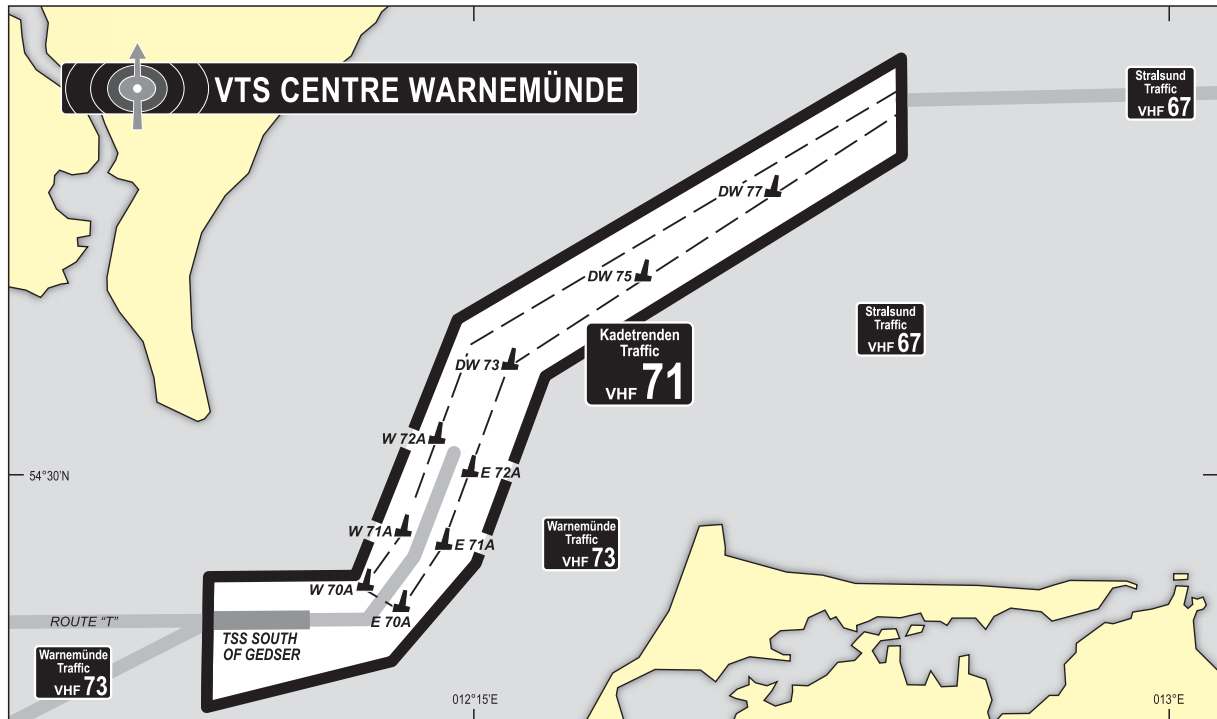 VTS CENTRE WARNEMÜNDE
Stralsund
Traffic
VHF 67
DW 77
DW 75
Stralsund
Traffic
VHF 67
Kadetrenden
Traffic
VHF 71
DW 73
W 72A
E 72A
54°30'N
W 71A
E 71A
Warnemünde
Traffic
VHF 73
W 70A
E 70A
ROUTE "T"
TSS SOUTH
OF GEDSER
Warnemünde
Traffic
VHF 73
012°15'E
013°E